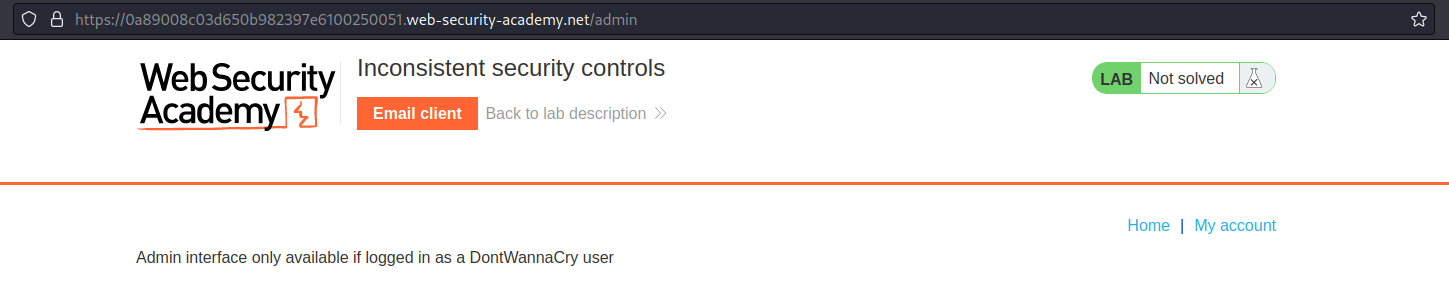 https://0a89008c03d650b982397e6100250051.web-security-academy.net/admin
Web Security
Academy
Inconsistent security controls
Email client
Back to lab description
LAB
Not solved
Home | My account
Admin interface only available if logged in as a DontWannaCry user